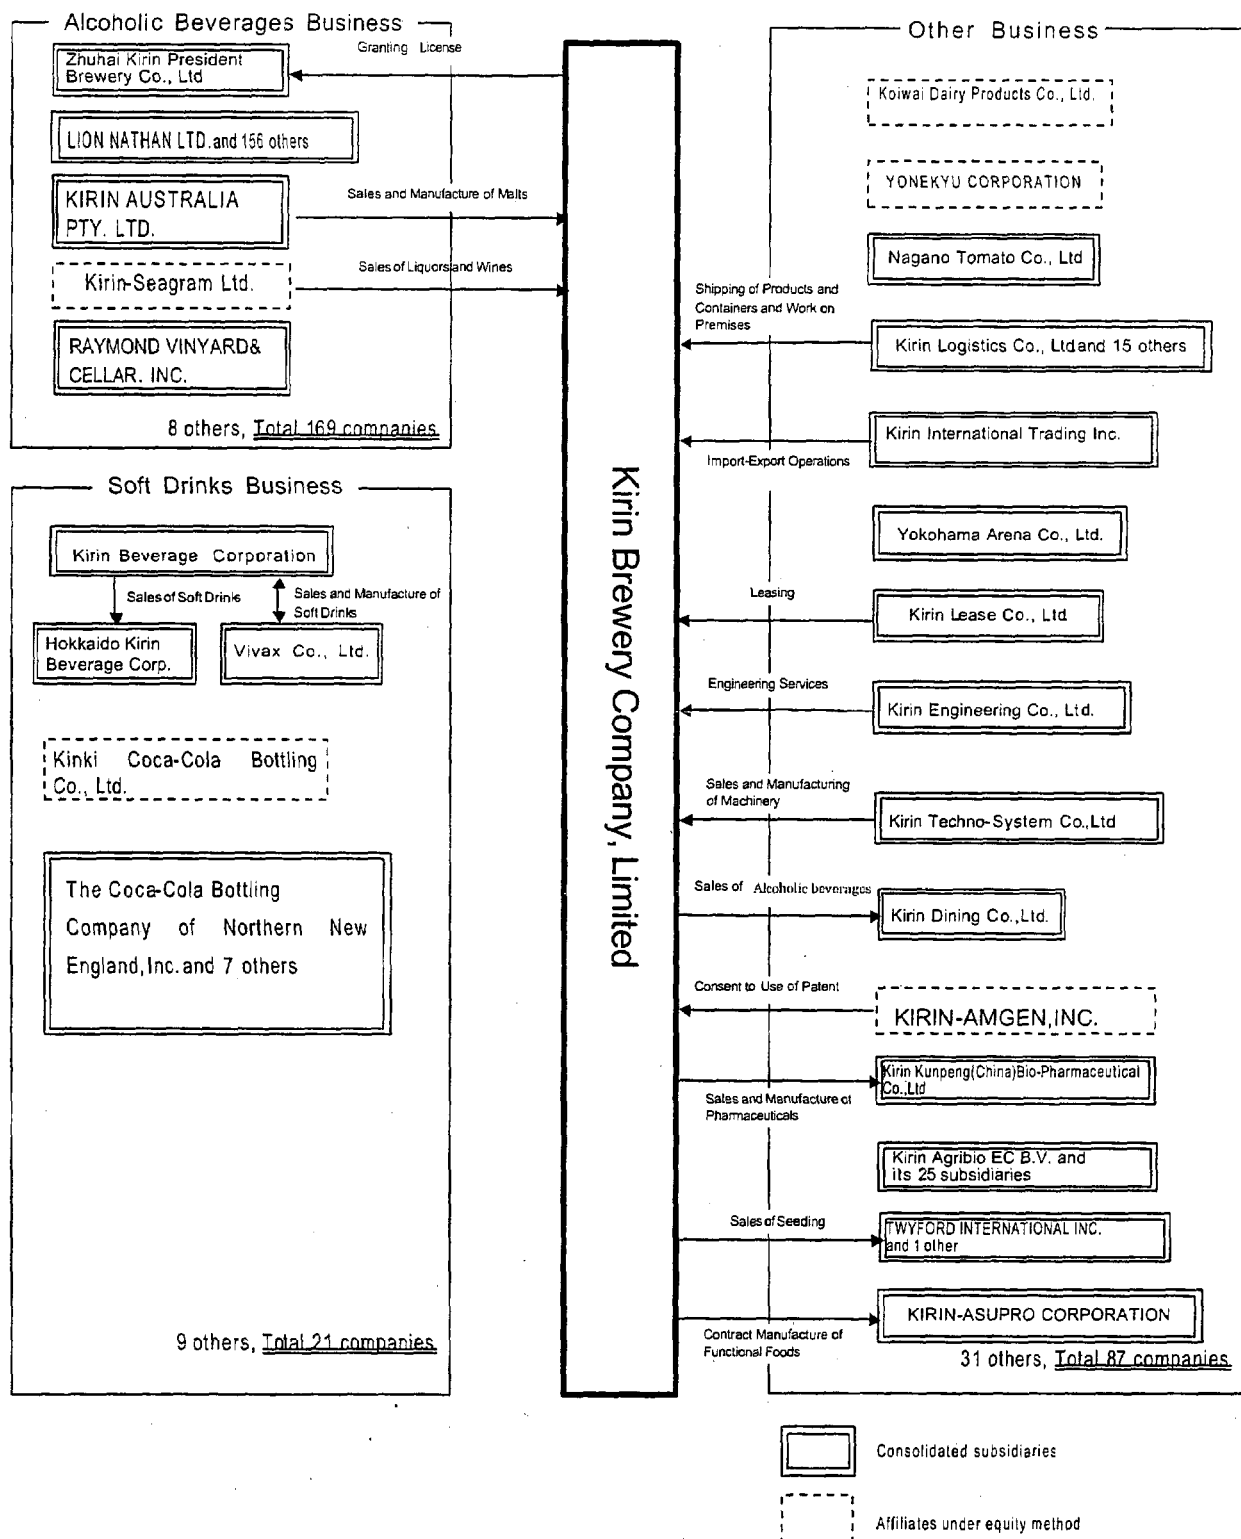 Alcoholic Beverages Business
Granting License
Zhuhai Kirin President
Brewery Co., Ltd
LION NATHAN LTD. and 156 others
KIRIN AUSTRALIA
PTY. LTD.
Sales and Manufacture of Malts
Kirin-Seagram Ltd.
Sales of Liquors and Wines
RAYMOND VINYARD&
CELLAR. INC.
8 others, Total 169 companies
Soft Drinks Business
Kirin Beverage Corporation
Sales of Soft Drinks
Sales and Manufacture of
Soft Drinks
Hokkaido Kirin
Beverage Corp.
Vivax Co., Ltd.
Kinki Coca-Cola Bottling
Co., Ltd.
The Coca-Cola Bottling
Company of Northern New
England, Inc. and 7 others
9 others, Total 21 companies
Kirin Brewery Company, Limited
Other Business
Koiwai Dairy Products Co., Ltd.
YONEKYU CORPORATION
Nagano Tomato Co., Ltd
Shipping of Products and
Containers and Work on
Premises
Kirin Logistics Co., Ltd and 15 others
Kirin International Trading Inc.
Import-Export Operations
Yokohama Arena Co., Ltd.
Leasing
Kirin Lease Co., Ltd
Engineering Services
Kirin Engineering Co., Ltd.
Sales and Manufacturing
of Machinery
Kirin Techno-System Co.,Ltd
Sales of Alcoholic beverages
Kirin Dining Co.,Ltd.
Consent to Use of Patent
KIRIN-AMGEN,INC.
Kirin Kunpeng(China)Bio-Pharmaceutical
Co.,Ltd
Sales and Manufacture of
Pharmaceuticals
Kirin Agribio EC B.V. and
its 25 subsidiaries
Sales of Seeding
TWYFORD INTERNATIONAL INC.
and 1 other
KIRIN-ASUPRO CORPORATION
Contract Manufacture of
Functional Foods
31 others, Total 87 companies
Consolidated subsidiaries
Affiliates under equity method